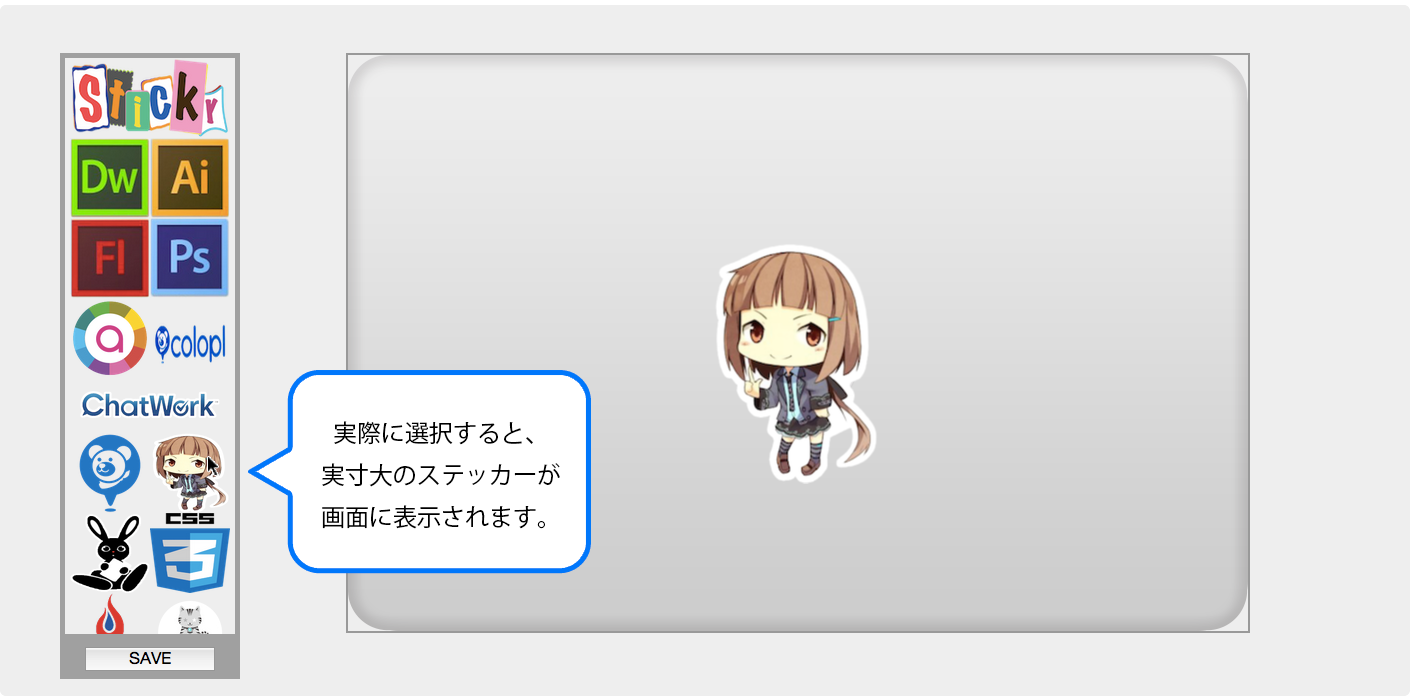 Sticky
Dw Ai
Fl Ps
a colopl
ChatWork
CSS
3
実際に選択すると、
実寸大のステッカーが
画面に表示されます。
SAVE